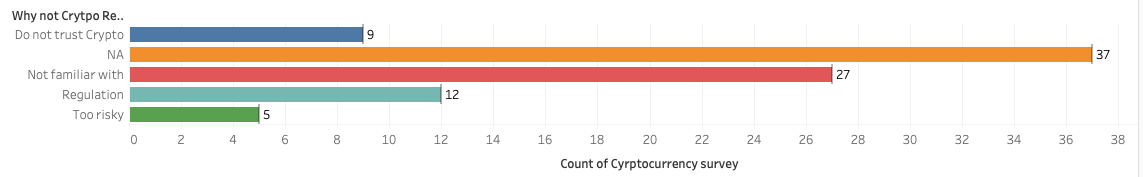 Why not Crytpo Re..
Do not trust Crypto 9
NA 37
Not familiar with 27
Regulation 12
Too risky 5
0 2 4 6 8 10 12 14 16 18 20 22 24 26 28 30 32 34 36 38
Count of Cyrptocurrency survey